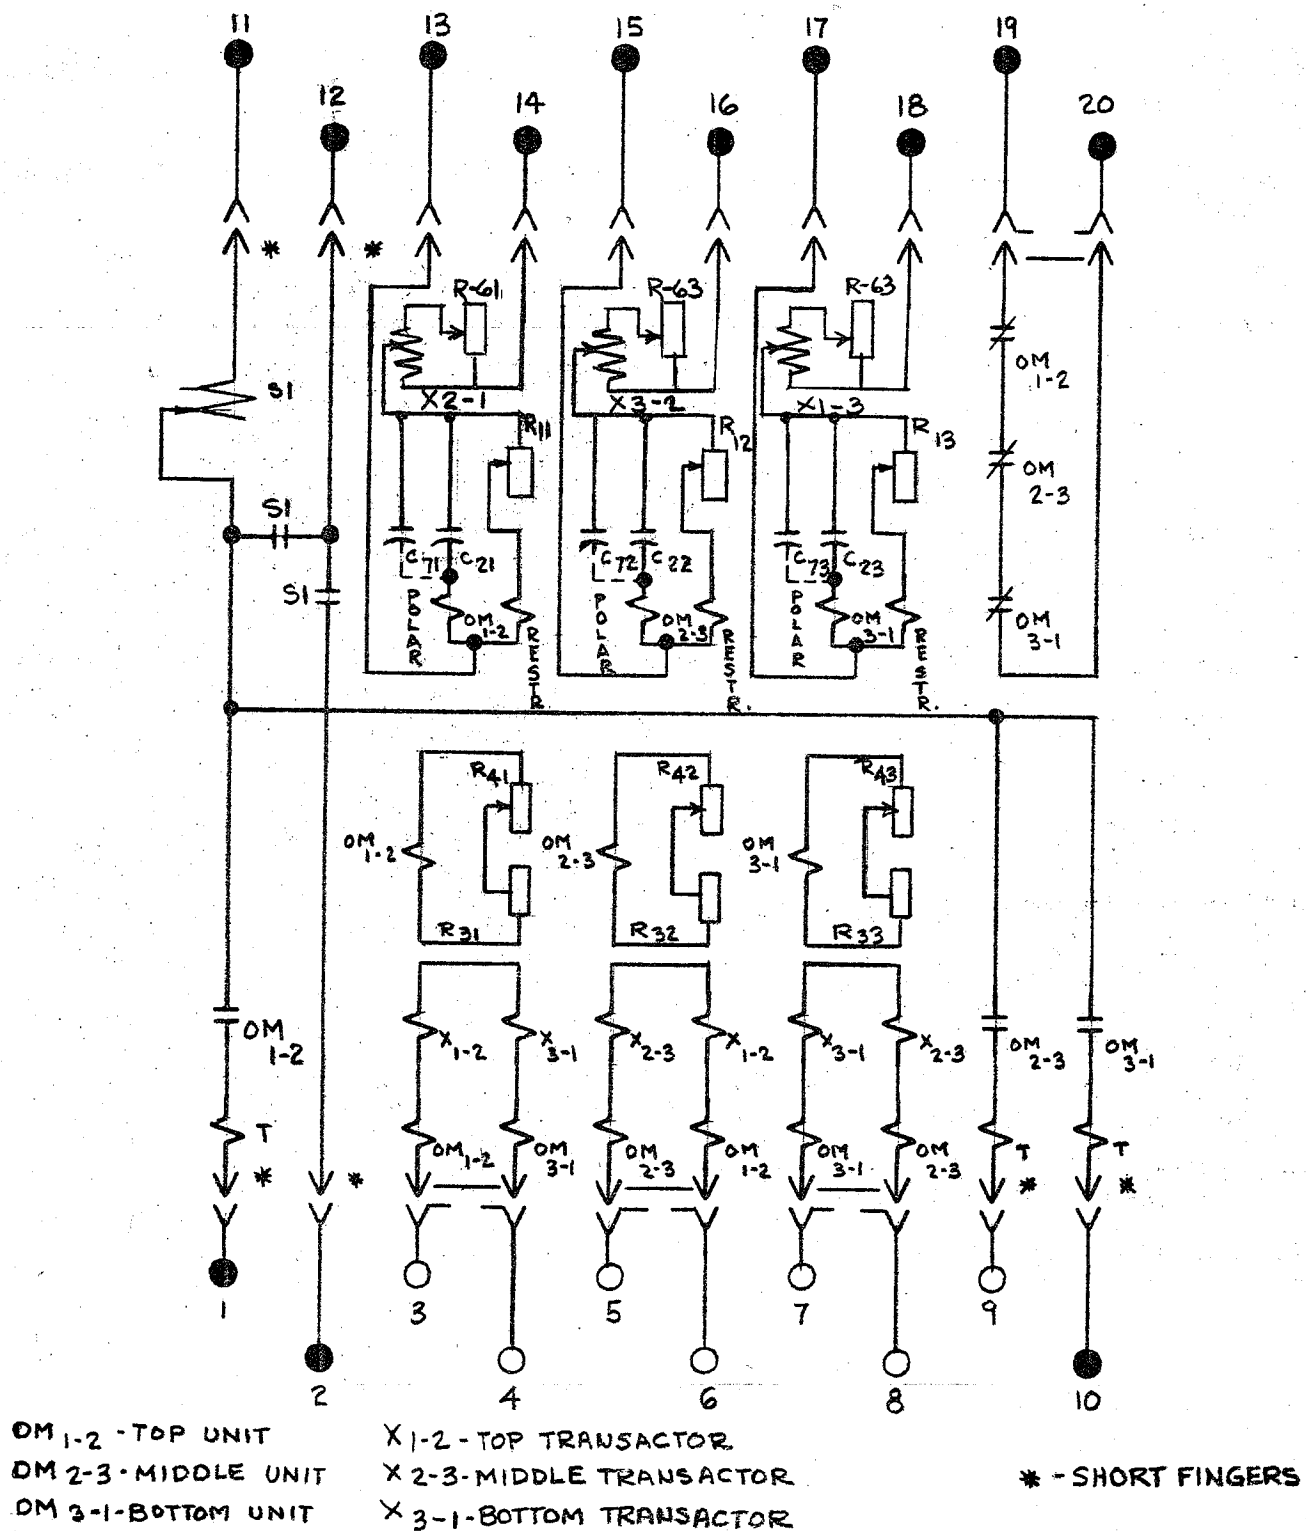 11 13 15 17 19
12 14 16 18 20
* *
R-61 R-63 R-63
S1
OM 1-2
X2-1 X3-2 X1-3
R11 R12 R13
OM 2-3
S1
C71 C21 C72 C22 C73 C23
S1
POLAR OM 1-2 RESTR. POLAR OM 2-3 RESTR. POLAR OM 3-1 RESTR.
OM 3-1
R41 R42 R43
OM 1-2 OM 2-3 OM 3-1
R31 R32 R33
OM 1-2 X1-2 X3-1 X2-3 X1-2 X3-1 X2-3 OM 2-3 OM 3-1
T OM1-2 OM 3-1 OM 2-3 OM 1-2 OM 3-1 OM 2-3 T T
* * * *
1 3 5 7 9
2 4 6 8 10
OM 1-2 - TOP UNIT X 1-2 - TOP TRANSACTOR
OM 2-3 - MIDDLE UNIT X 2-3 - MIDDLE TRANSACTOR * - SHORT FINGERS
OM 3-1 - BOTTOM UNIT X 3-1 - BOTTOM TRANSACTOR